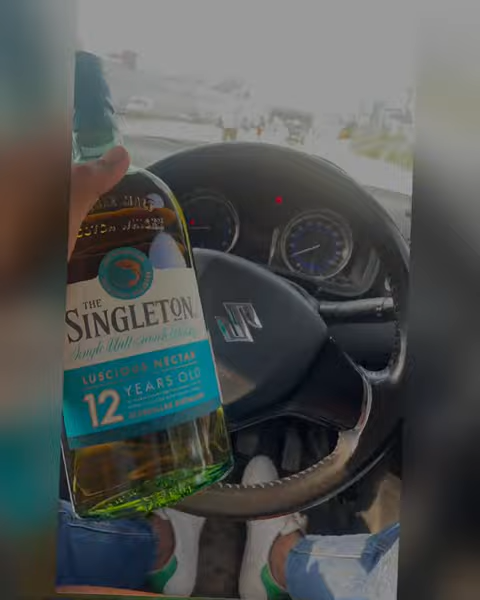 THE
SINGLETON
Single Malt Scotch Whisky
LUSCIOUS NECTAR
12 YEARS OLD